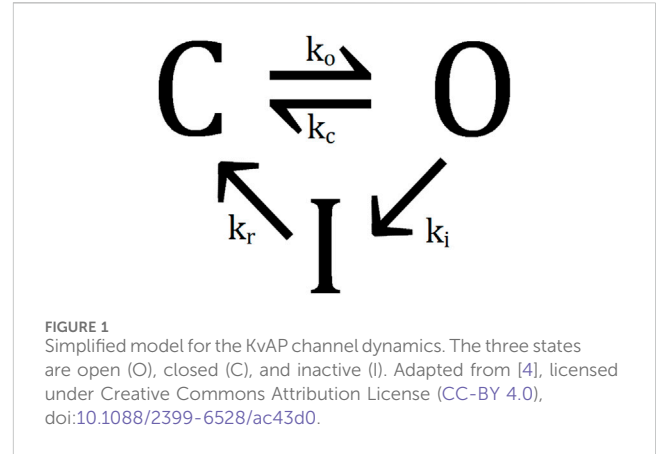 k_o
C O
k_c
k_r I k_i
FIGURE 1
Simplified model for the KvAP channel dynamics. The three states
are open (O), closed (C), and inactive (I). Adapted from [4], licensed
under Creative Commons Attribution License (CC-BY 4.0),
doi:10.1088/2399-6528/ac43d0.